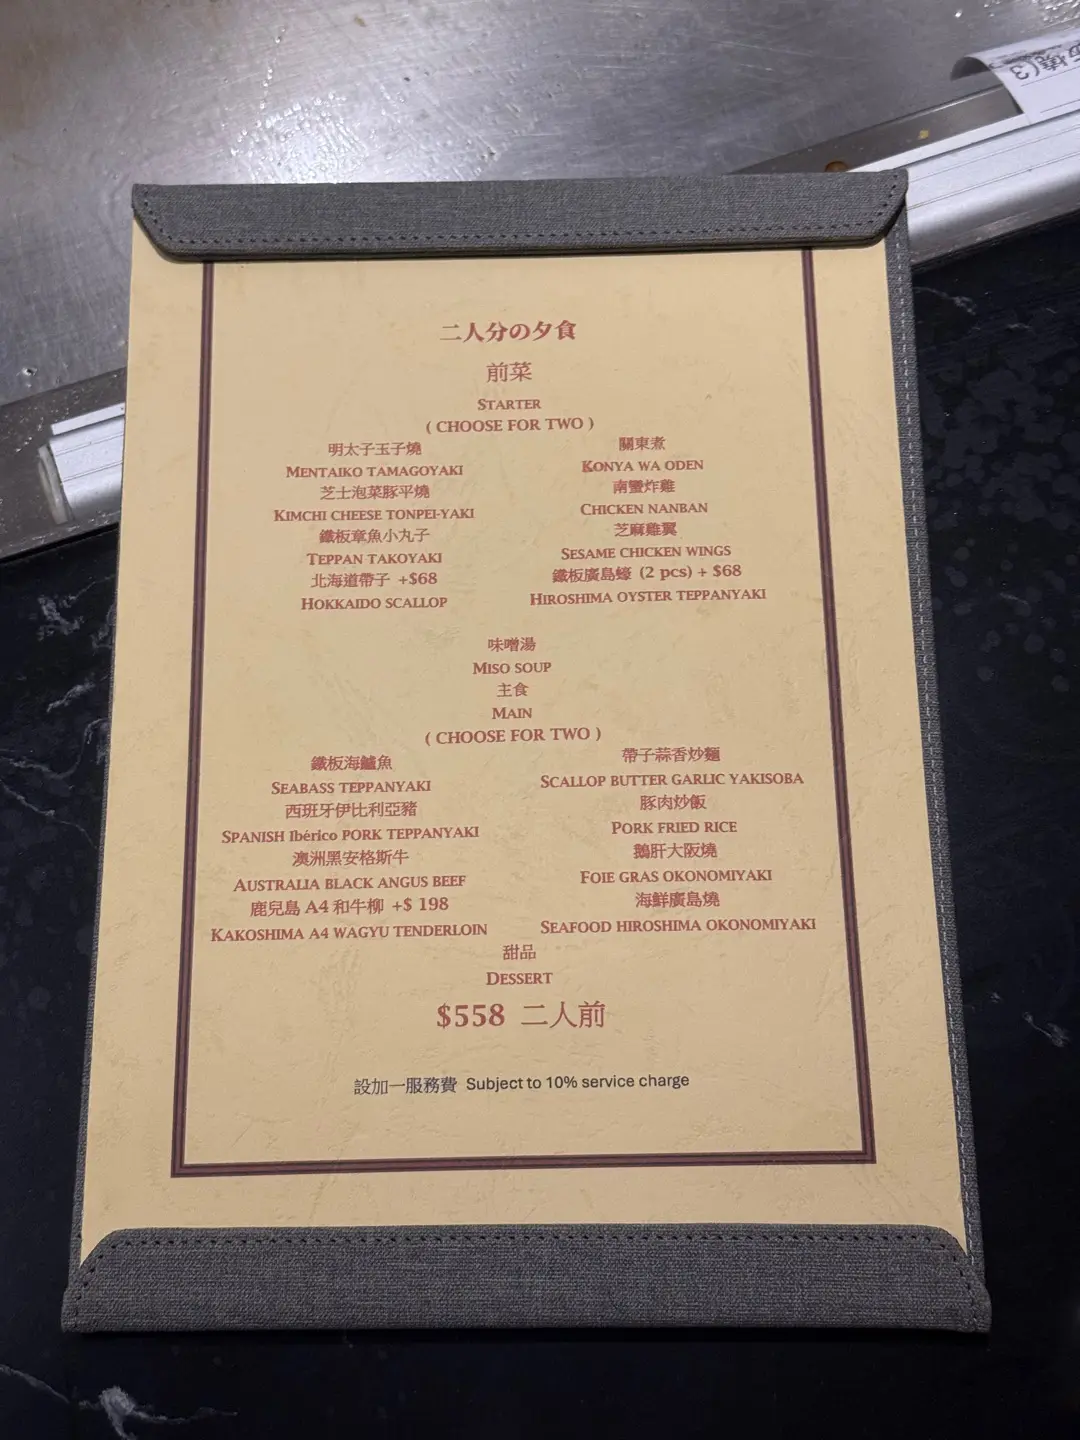 二人分の夕食
前菜
STARTER
( CHOOSE FOR TWO )
明太子玉子燒
MENTAIKO TAMAGOYAKI
芝士泡菜豚平燒
KIMCHI CHEESE TONPEI-YAKI
鐵板章魚小丸子
TEPPAN TAKOYAKI
北海道帶子 +$68
HOKKAIDO SCALLOP
關東煮
KONYA WA ODEN
南蠻炸雞
CHICKEN NANBAN
芝麻雞翼
SESAME CHICKEN WINGS
鐵板廣島蠔 (2 pcs) + $68
HIROSHIMA OYSTER TEPPANYAKI
味噌湯
MISO SOUP
主食
MAIN
( CHOOSE FOR TWO )
鐵板海鱸魚
SEABASS TEPPANYAKI
西班牙伊比利亞豬
SPANISH Ibérico PORK TEPPANYAKI
澳洲黑安格斯牛
AUSTRALIA BLACK ANGUS BEEF
鹿兒島 A4 和牛柳 +$ 198
KAKOSHIMA A4 WAGYU TENDERLOIN
帶子蒜香炒麵
SCALLOP BUTTER GARLIC YAKISOBA
豚肉炒飯
PORK FRIED RICE
鵝肝大阪燒
FOIE GRAS OKONOMIYAKI
海鮮廣島燒
SEAFOOD HIROSHIMA OKONOMIYAKI
甜品
DESSERT
$558 二人前
設加一服務費 Subject to 10% service charge